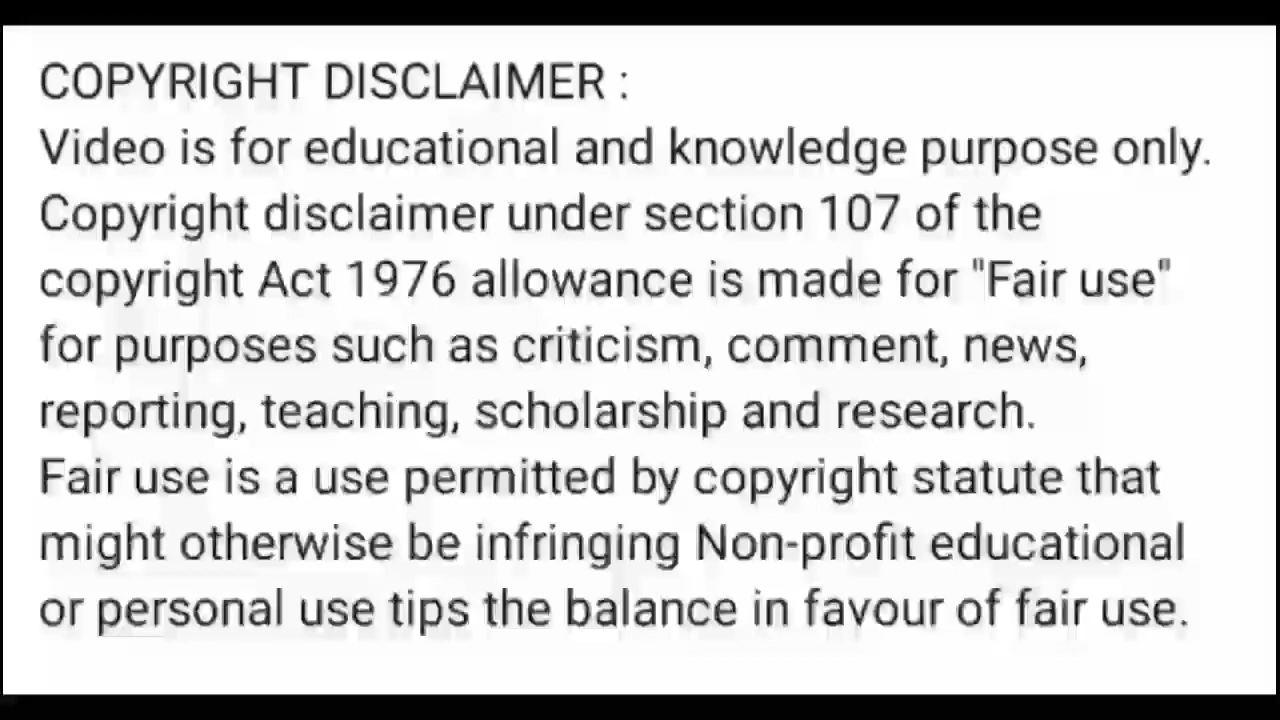 COPYRIGHT DISCLAIMER :
Video is for educational and knowledge purpose only.
Copyright disclaimer under section 107 of the
copyright Act 1976 allowance is made for "Fair use"
for purposes such as criticism, comment, news,
reporting, teaching, scholarship and research.
Fair use is a use permitted by copyright statute that
might otherwise be infringing Non-profit educational
or personal use tips the balance in favour of fair use.